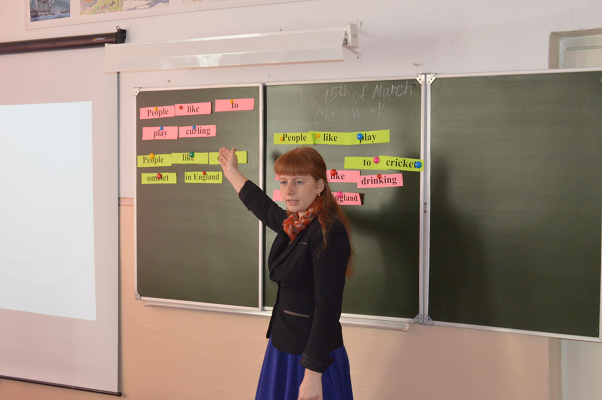 People like to
play curling
People like
omlet in England
The 15th of March
Class work
People like play
to cricket
like
drinking
England